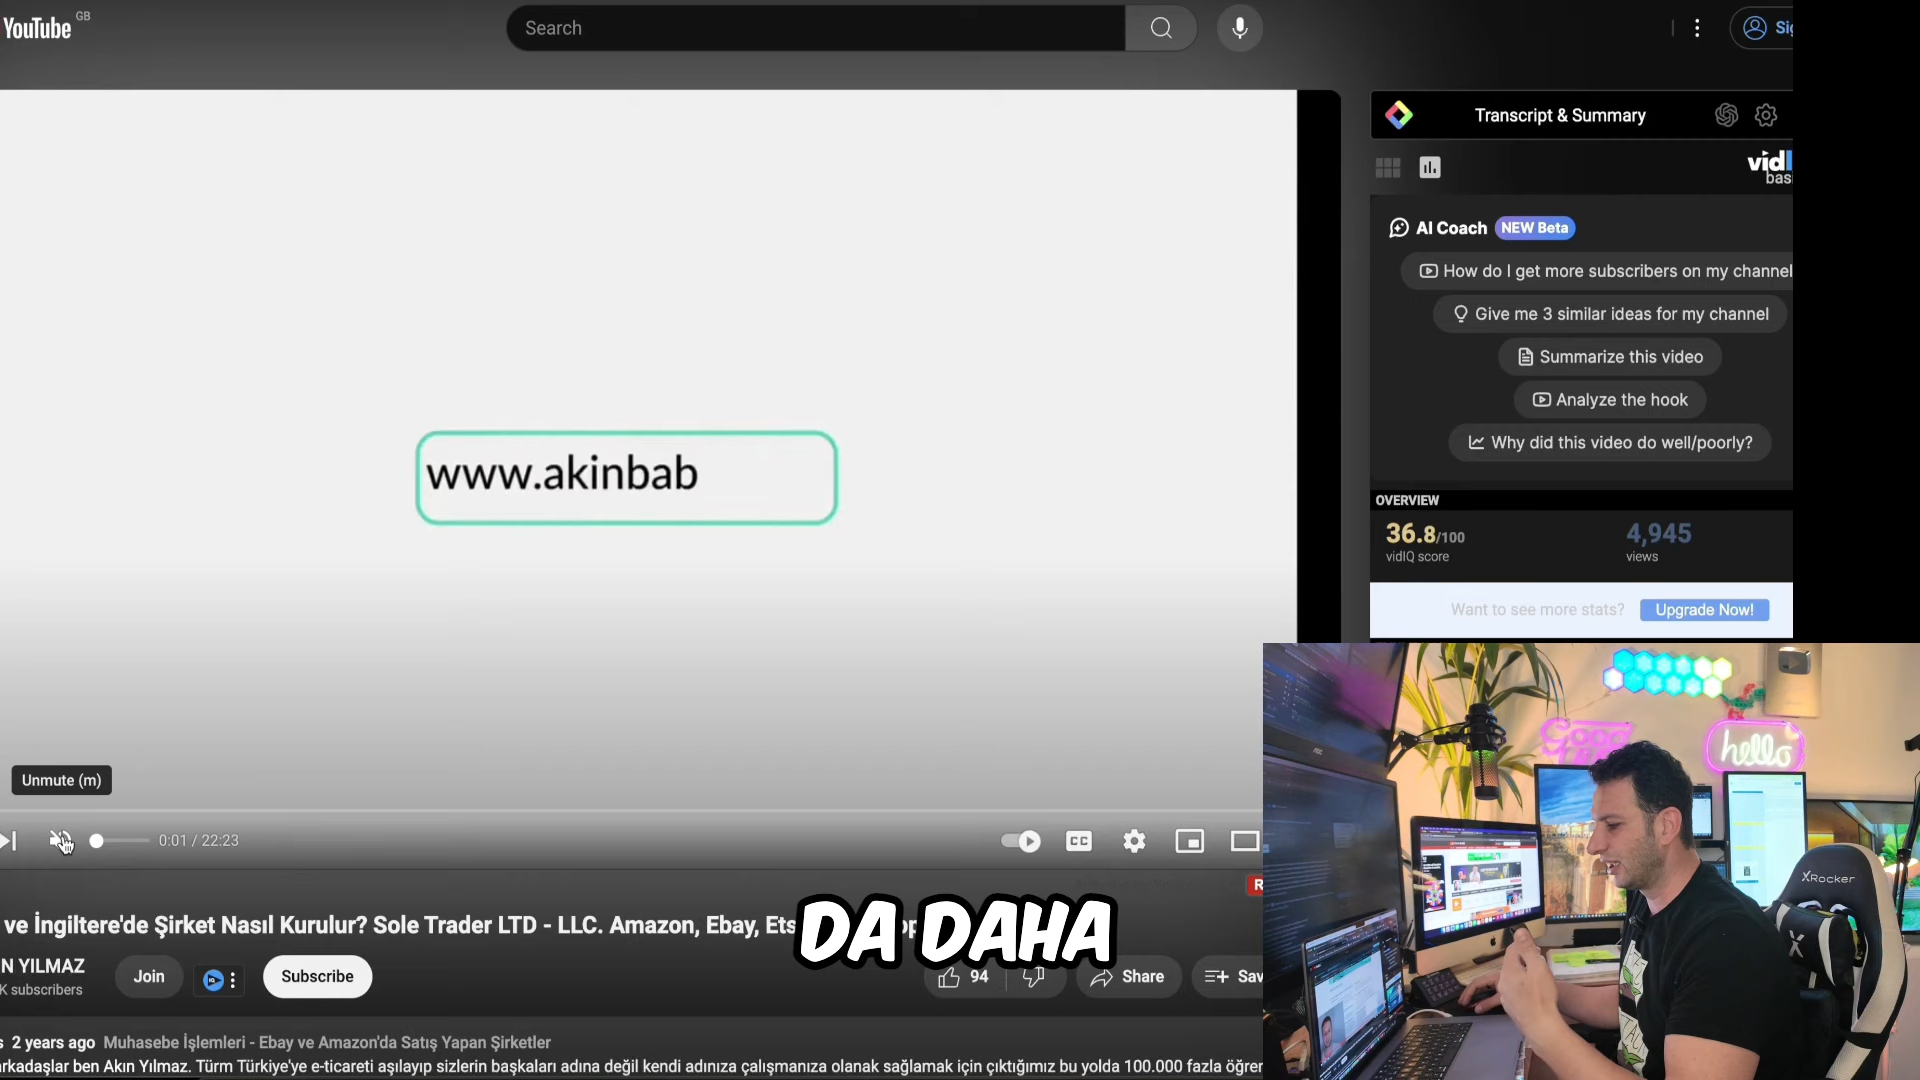 YouTube GB
Search
Transcript & Summary
AI Coach NEW Beta
How do I get more subscribers on my channel
Give me 3 similar ideas for my channel
Summarize this video
Analyze the hook
Why did this video do well/poorly?
OVERVIEW
36.8/100
vidIQ score
4,945
views
Want to see more stats? Upgrade Now!
www.akinbab
Unmute (m)
0:01 / 22:23
CC
ve İngiltere'de Şirket Nasıl Kurulur? Sole Trader LTD - LLC. Amazon, Ebay,
DA DAHA
N YILMAZ
K subscribers
Join
Subscribe
94
Share
2 years ago Muhasebe İşlemleri - Ebay ve Amazon'da Satış Yapan Şirketler
arkadaşlar ben Akın Yılmaz. Türm Türkiye'ye e-ticareti aşılayıp sizlerin başkaları adına değil kendi adınıza çalışmanıza olanak sağlamak için çıktığımız bu yolda 100.000 fazla
Good
hello
XRocker